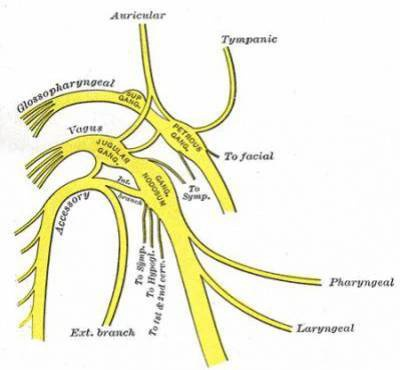 Auricular
Tympanic
Glossopharyngeal
SUP.
GANG.
PETROUS
GANG.
Vagus
JUGULAR
GANG.
To facial
GANG.
NODOSUM
To
Symp.
Int.
branch
Accessory
To Symp.
To Hypogl.
To 1st & 2nd cerv.
Pharyngeal
Laryngeal
Ext. branch